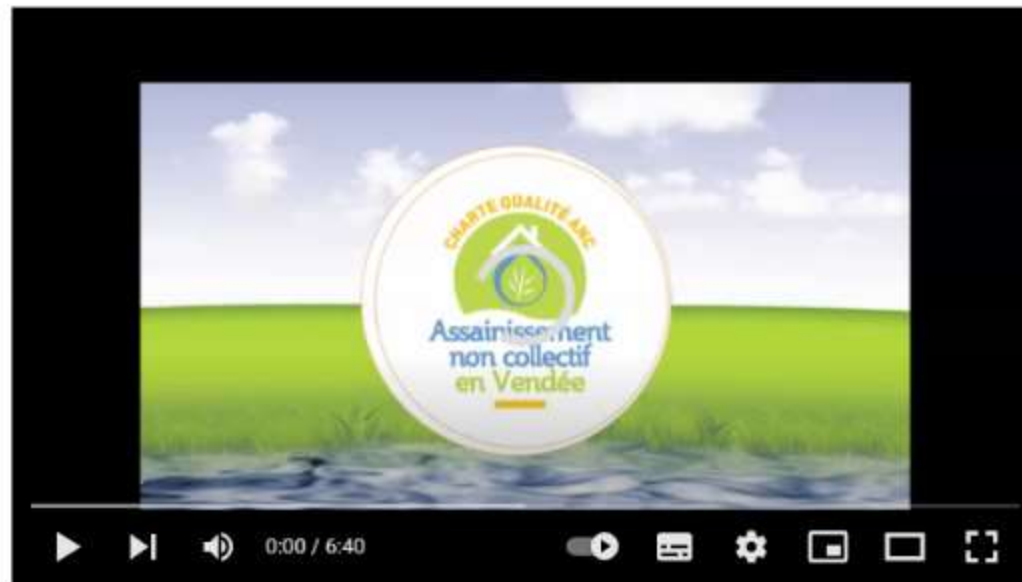 CHARTE QUALITÉ ANC
Assainissement
non collectif
en Vendée
0:00 / 6:40